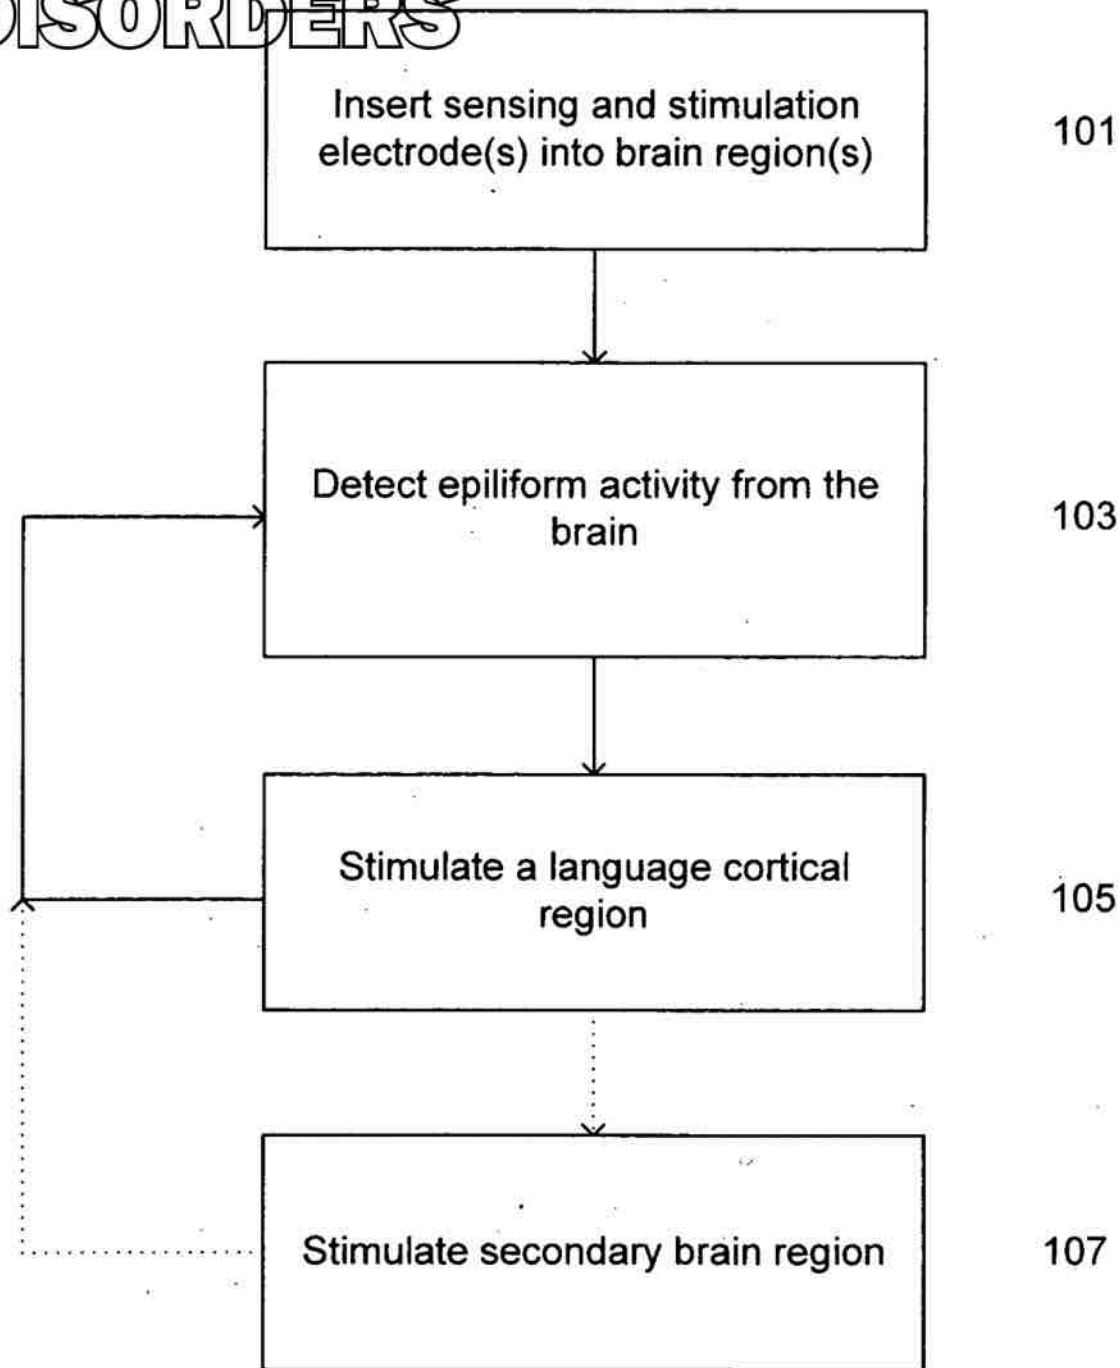 DISORDERS
Insert sensing and stimulation
electrode(s) into brain region(s)
101
Detect epiliform activity from the
brain
103
Stimulate a language cortical
region
105
Stimulate secondary brain region
107